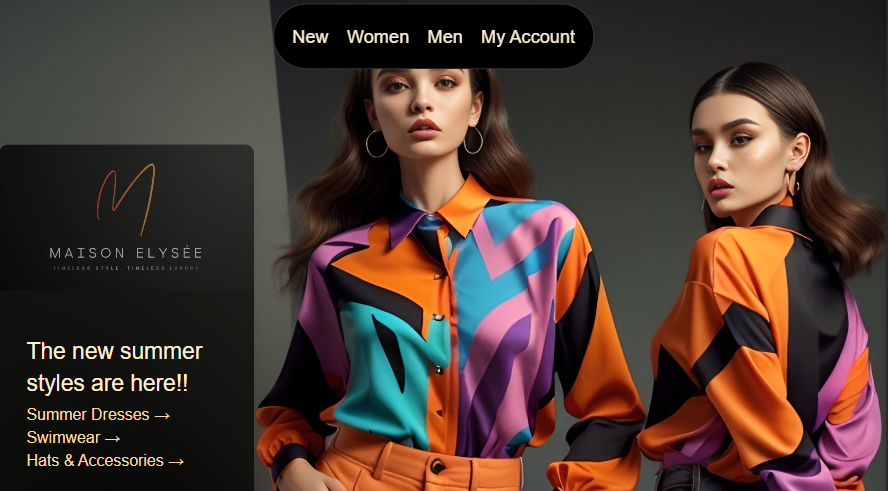 New Women Men My Account
MAISON ELYSÉE
TIMELESS STYLE. TIMELESS LUXURY
The new summer
styles are here!!
Summer Dresses →
Swimwear →
Hats & Accessories →